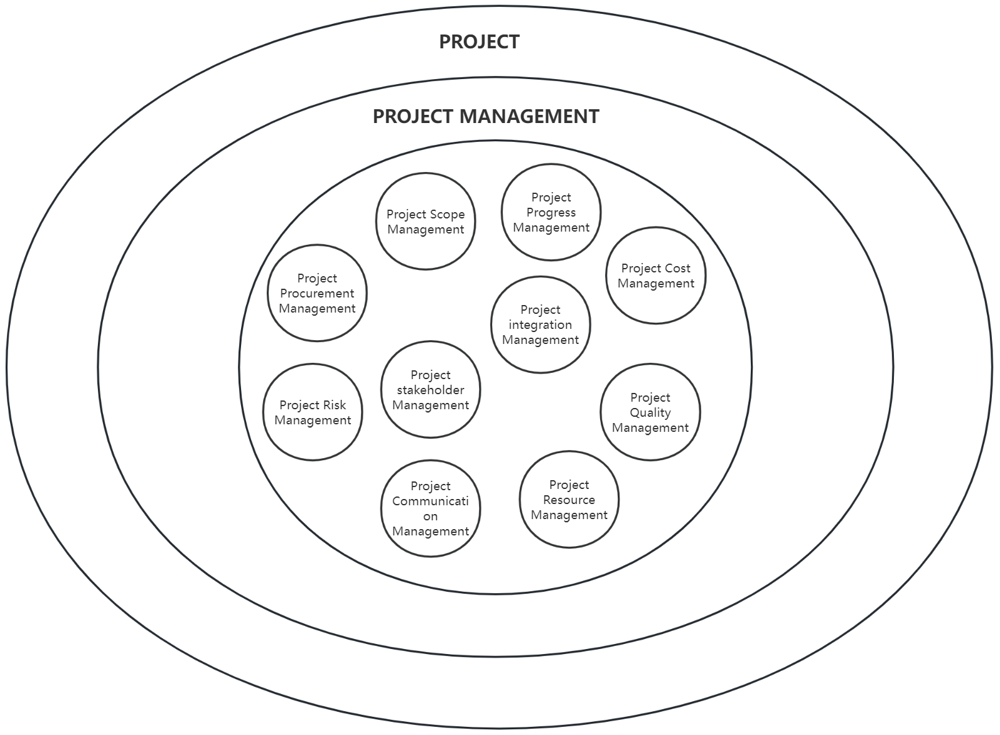 PROJECT
PROJECT MANAGEMENT
Project Scope
Management
Project
Progress
Management
Project Cost
Management
Project
Procurement
Management
Project
integration
Management
Project
stakeholder
Management
Project Risk
Management
Project
Quality
Management
Project
Communicati
on
Management
Project
Resource
Management